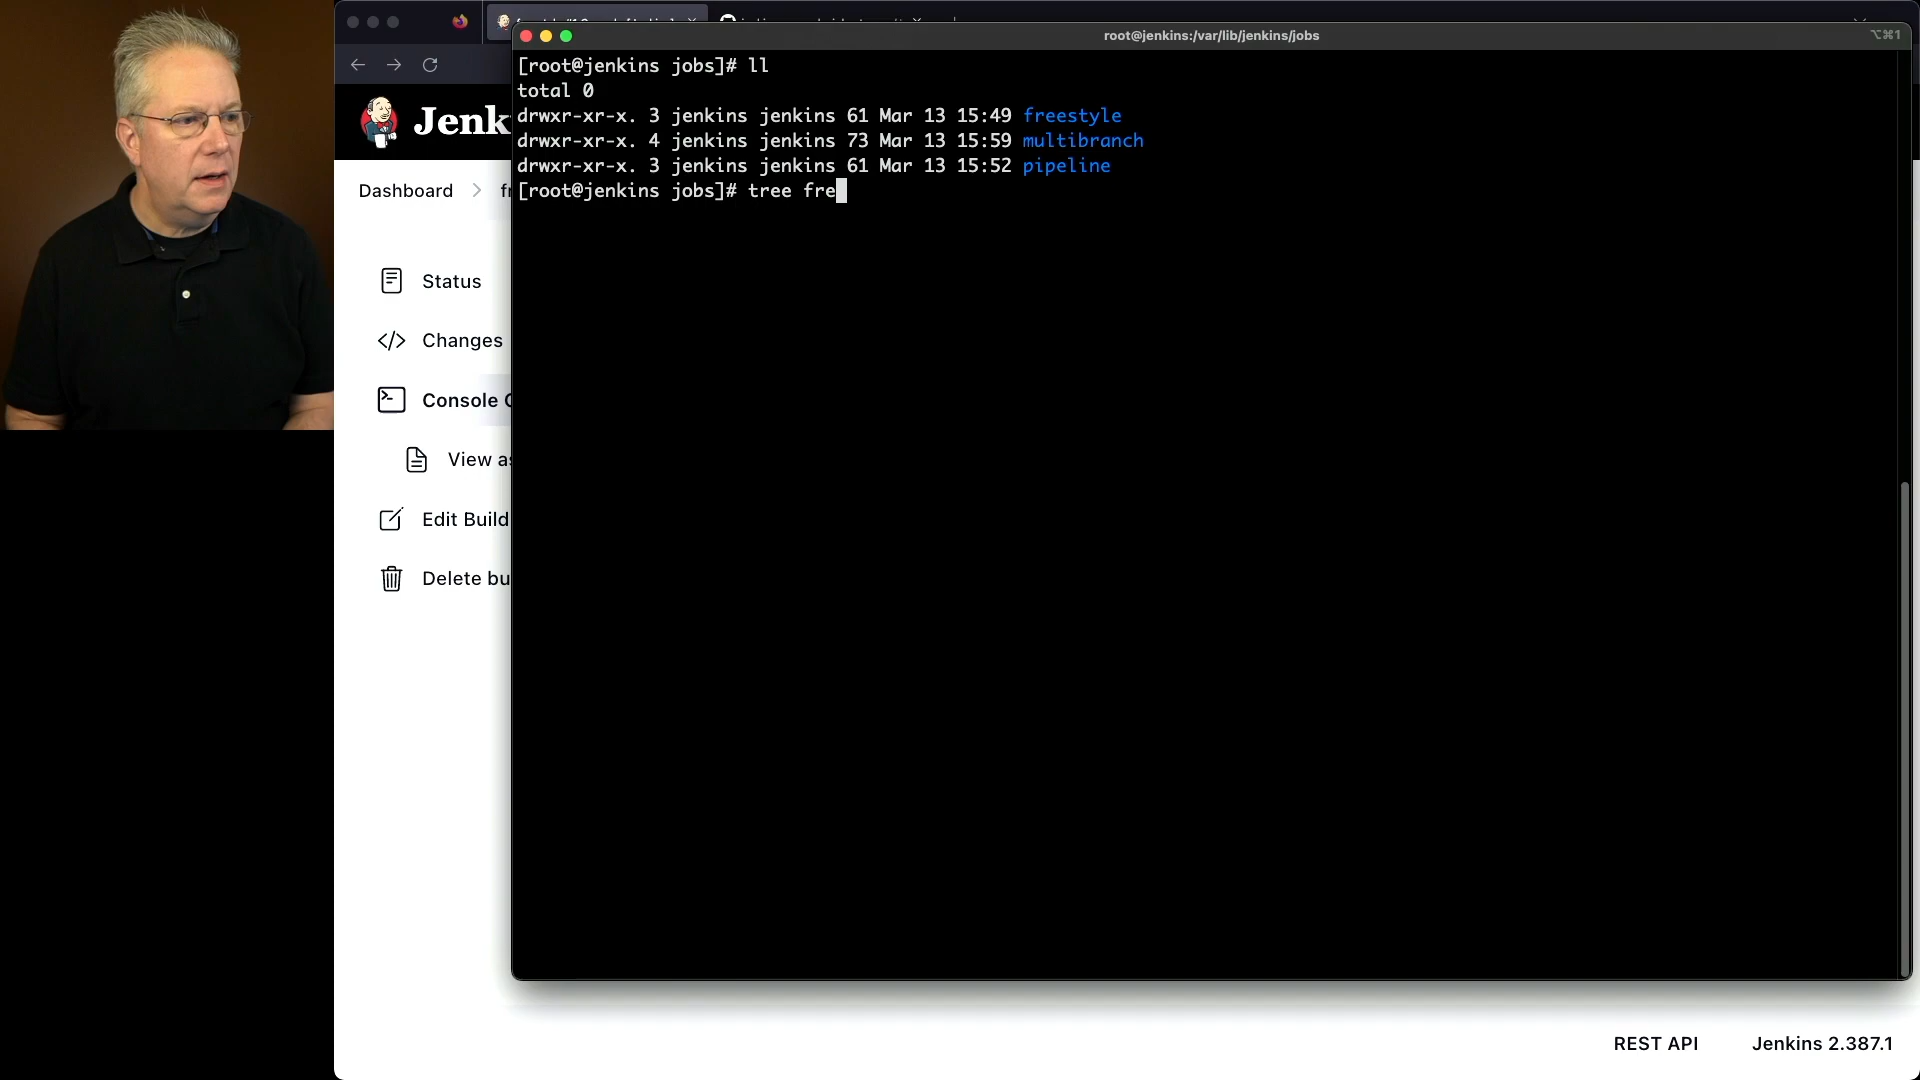 root@jenkins:/var/lib/jenkins/jobs
⌥⌘1
[root@jenkins jobs]# ll
total 0
drwxr-xr-x. 3 jenkins jenkins 61 Mar 13 15:49 freestyle
drwxr-xr-x. 4 jenkins jenkins 73 Mar 13 15:59 multibranch
drwxr-xr-x. 3 jenkins jenkins 61 Mar 13 15:52 pipeline
[root@jenkins jobs]# tree fre
Jenk
Dashboard > fr
Status
Changes
Console
View as
Edit Build
Delete bu
REST API
Jenkins 2.387.1